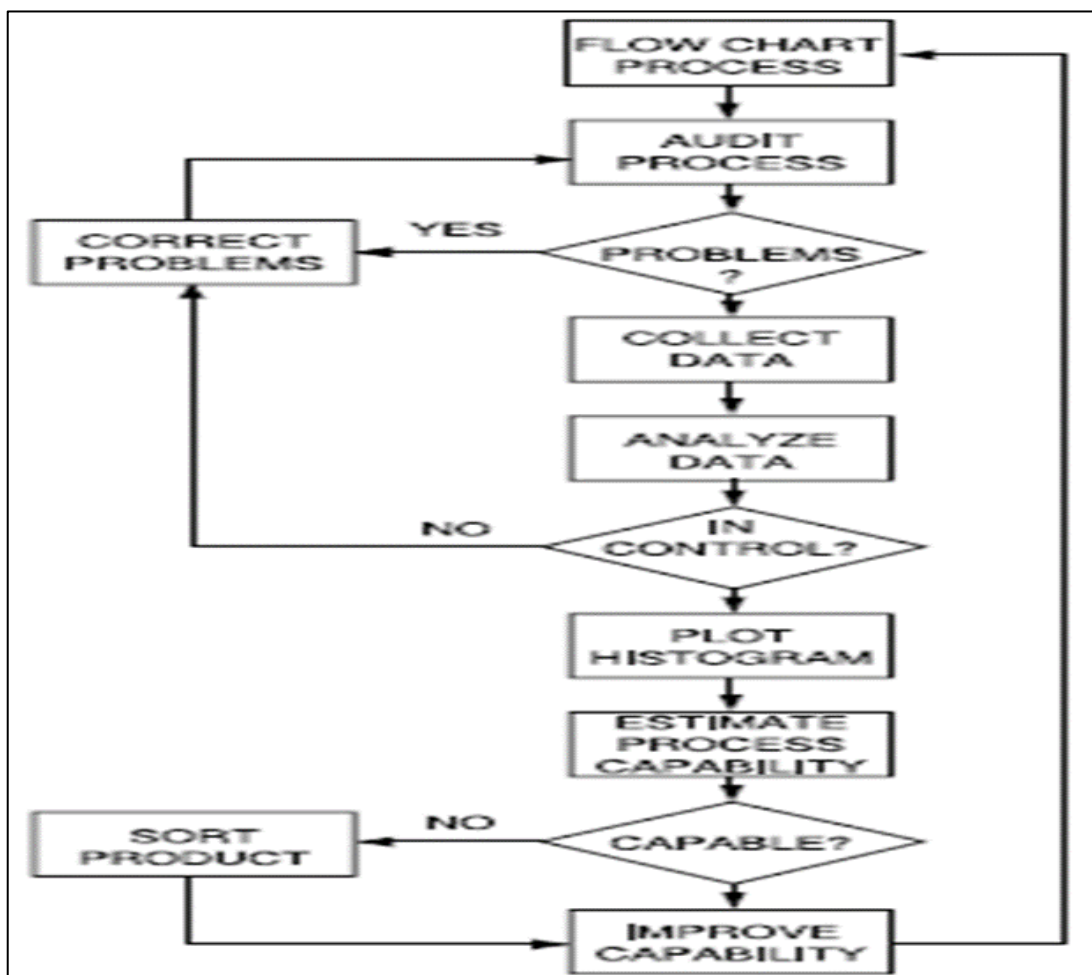 FLOW CHART
PROCESS
AUDIT
PROCESS
YES
CORRECT
PROBLEMS
PROBLEMS
?
COLLECT
DATA
ANALYZE
DATA
NO
IN
CONTROL?
PLOT
HISTOGRAM
ESTIMATE
PROCESS
CAPABILITY
NO
SORT
PRODUCT
CAPABLE?
IMPROVE
CAPABILITY